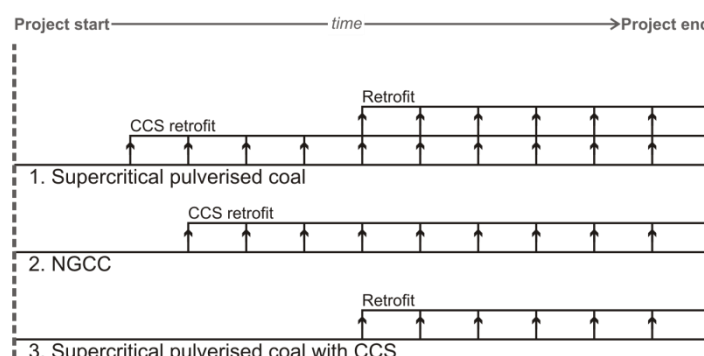 Project start time Project end
Retrofit
CCS retrofit
1. Supercritical pulverised coal
CCS retrofit
2. NGCC
Retrofit
3. Supercritical pulverised coal with CCS